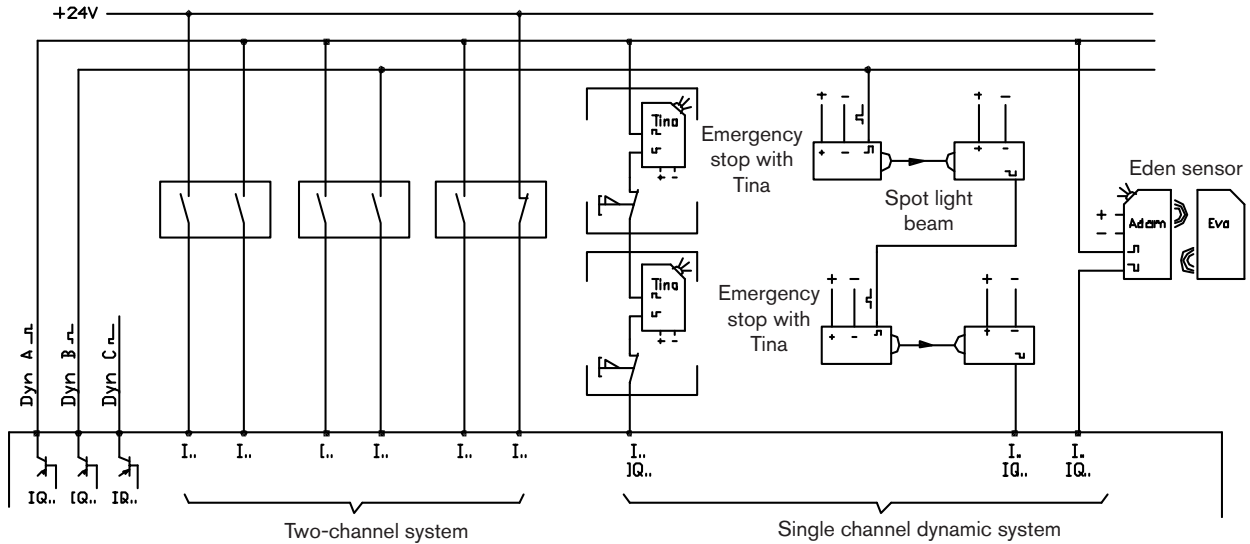 +24V
Tina
Emergency
stop with
Tina
+ -
+ -
+ -
+ -
+ -
Spot light
beam
Eden sensor
+
-
Adam
Eva
Tina
Emergency
stop with
Tina
+ -
+ -
+ -
+ -
+ -
Dyn A
Dyn B
Dyn C
I.. I.. I.. I.. I.. I.. I.. I. I.
IQ.. IQ.. IQ..
IQ.. IQ.. IQ..
Two-channel system
Single channel dynamic system